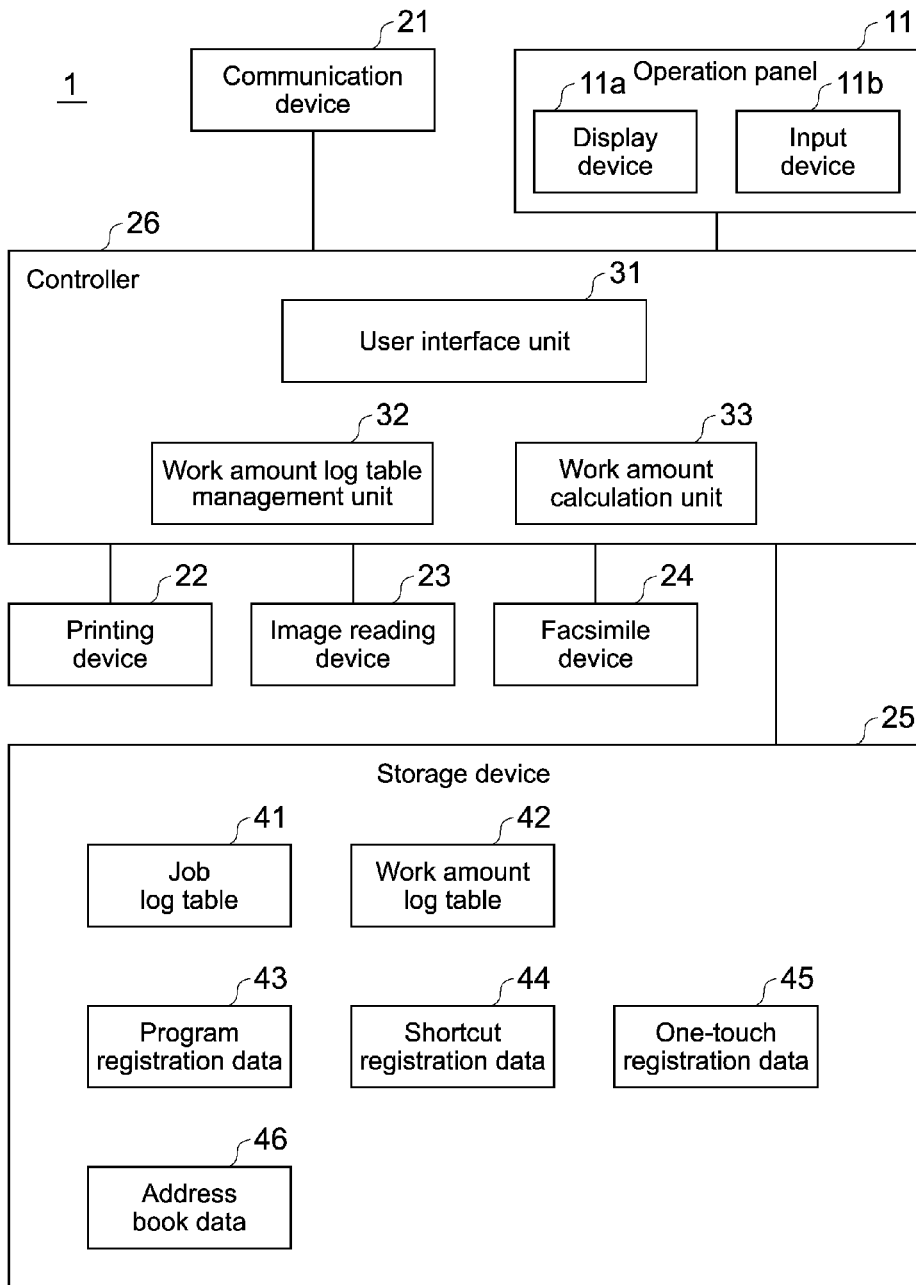 21
11
1
Communication
device
Operation panel
11a
11b
Display
device
Input
device
26
Controller
31
User interface unit
32
33
Work amount log table
management unit
Work amount
calculation unit
22
23
24
Printing
device
Image reading
device
Facsimile
device
25
Storage device
41
42
Job
log table
Work amount
log table
43
44
45
Program
registration data
Shortcut
registration data
One-touch
registration data
46
Address
book data